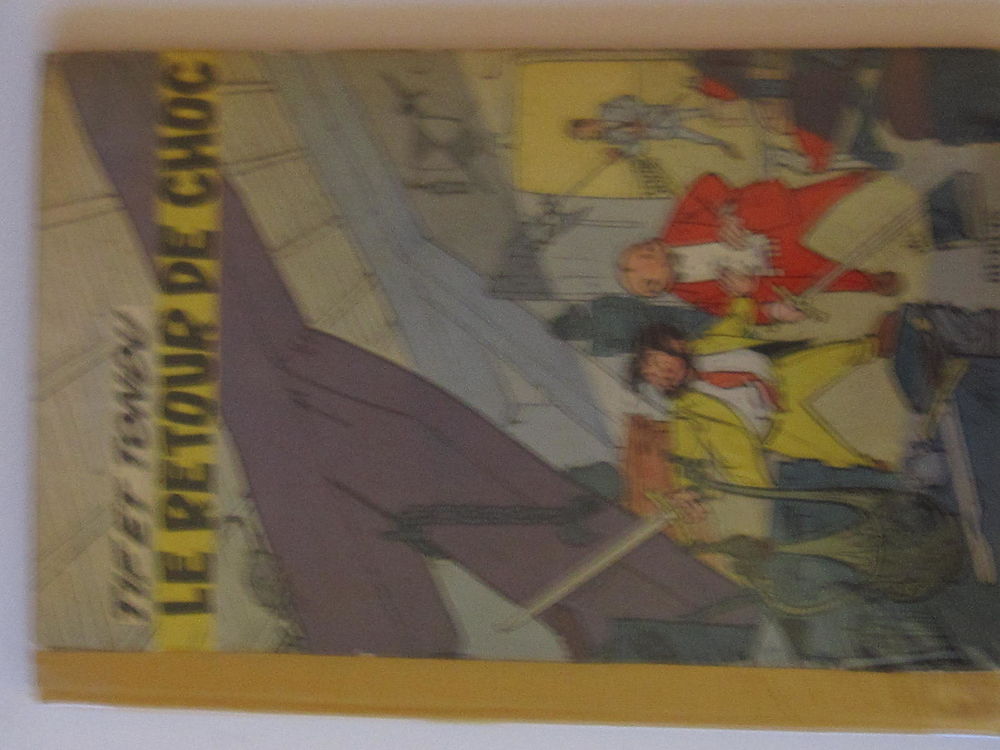 TIF ET TONDU
LE RETOUR DE CHOC